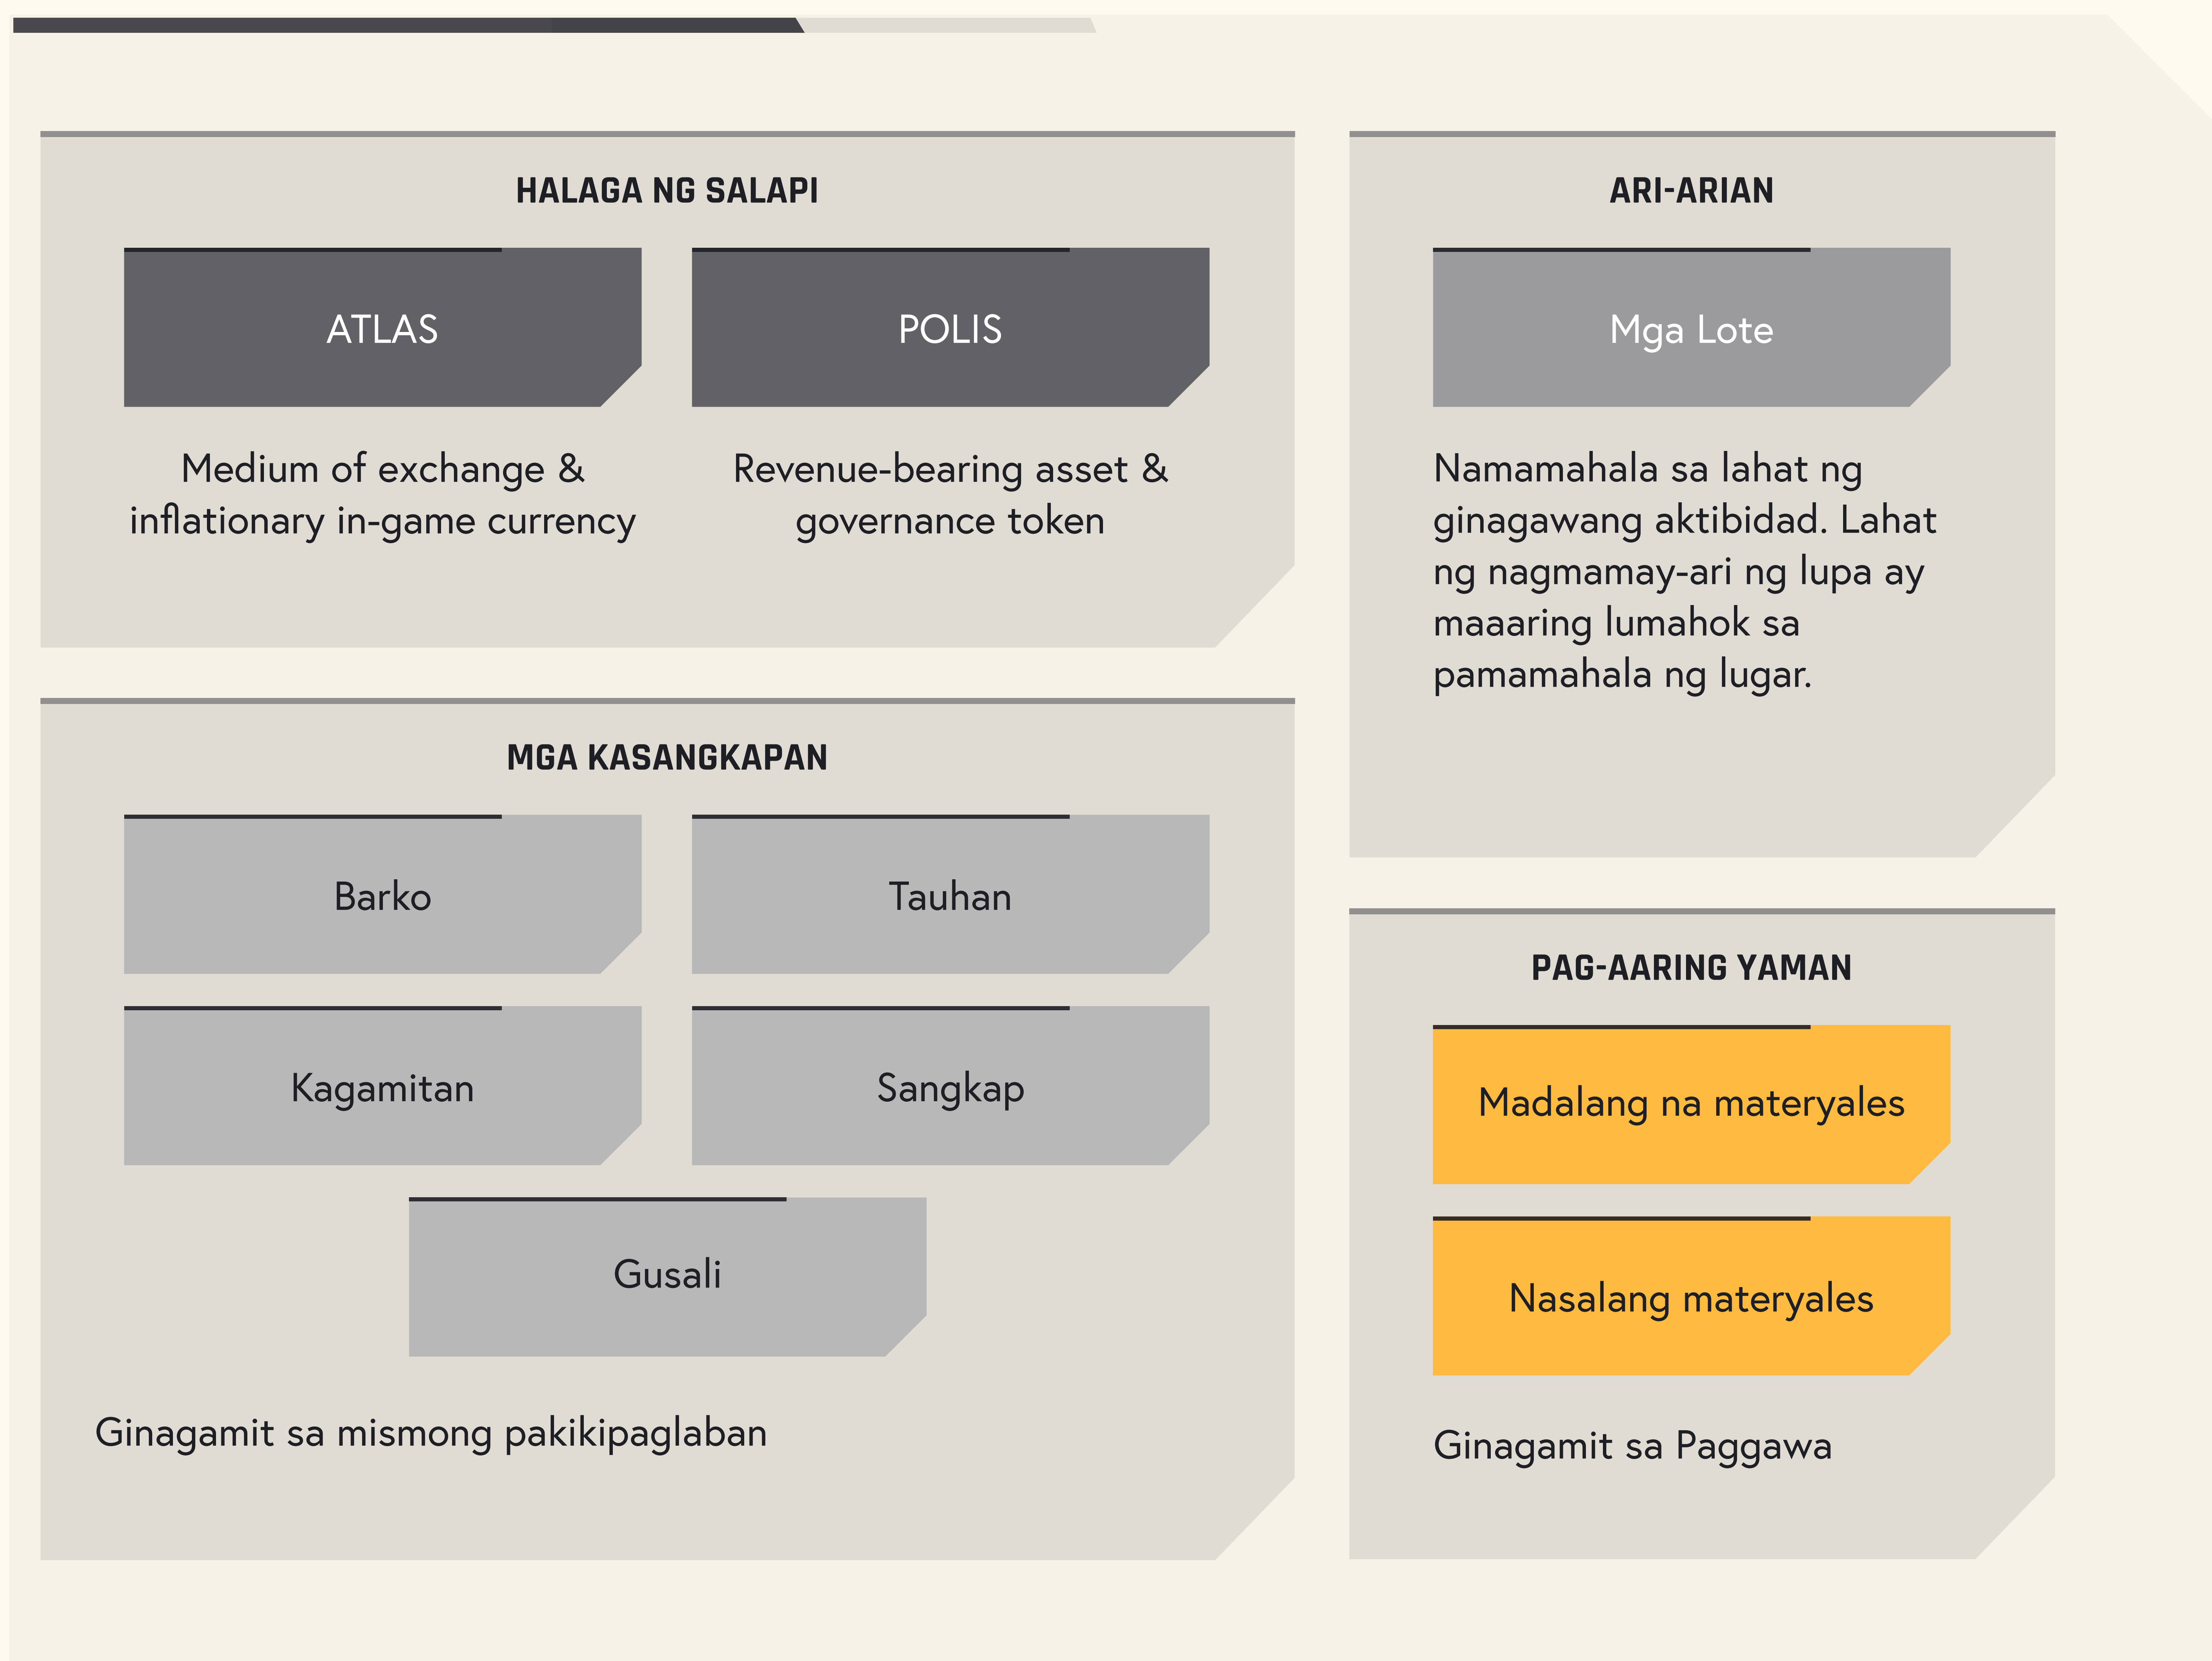 HALAGA NG SALAPI
ATLAS
POLIS
Medium of exchange &
inflationary in-game currency
Revenue-bearing asset &
governance token
ARI-ARIAN
Mga Lote
Namamahala sa lahat ng
ginagawang aktibidad. Lahat
ng nagmamay-ari ng lupa ay
maaaring lumahok sa
pamamahala ng lugar.
MGA KASANGKAPAN
Barko
Tauhan
Kagamitan
Sangkap
Gusali
Ginagamit sa mismong pakikipaglaban
PAG-AARING YAMAN
Madalang na materyales
Nasalang materyales
Ginagamit sa Paggawa